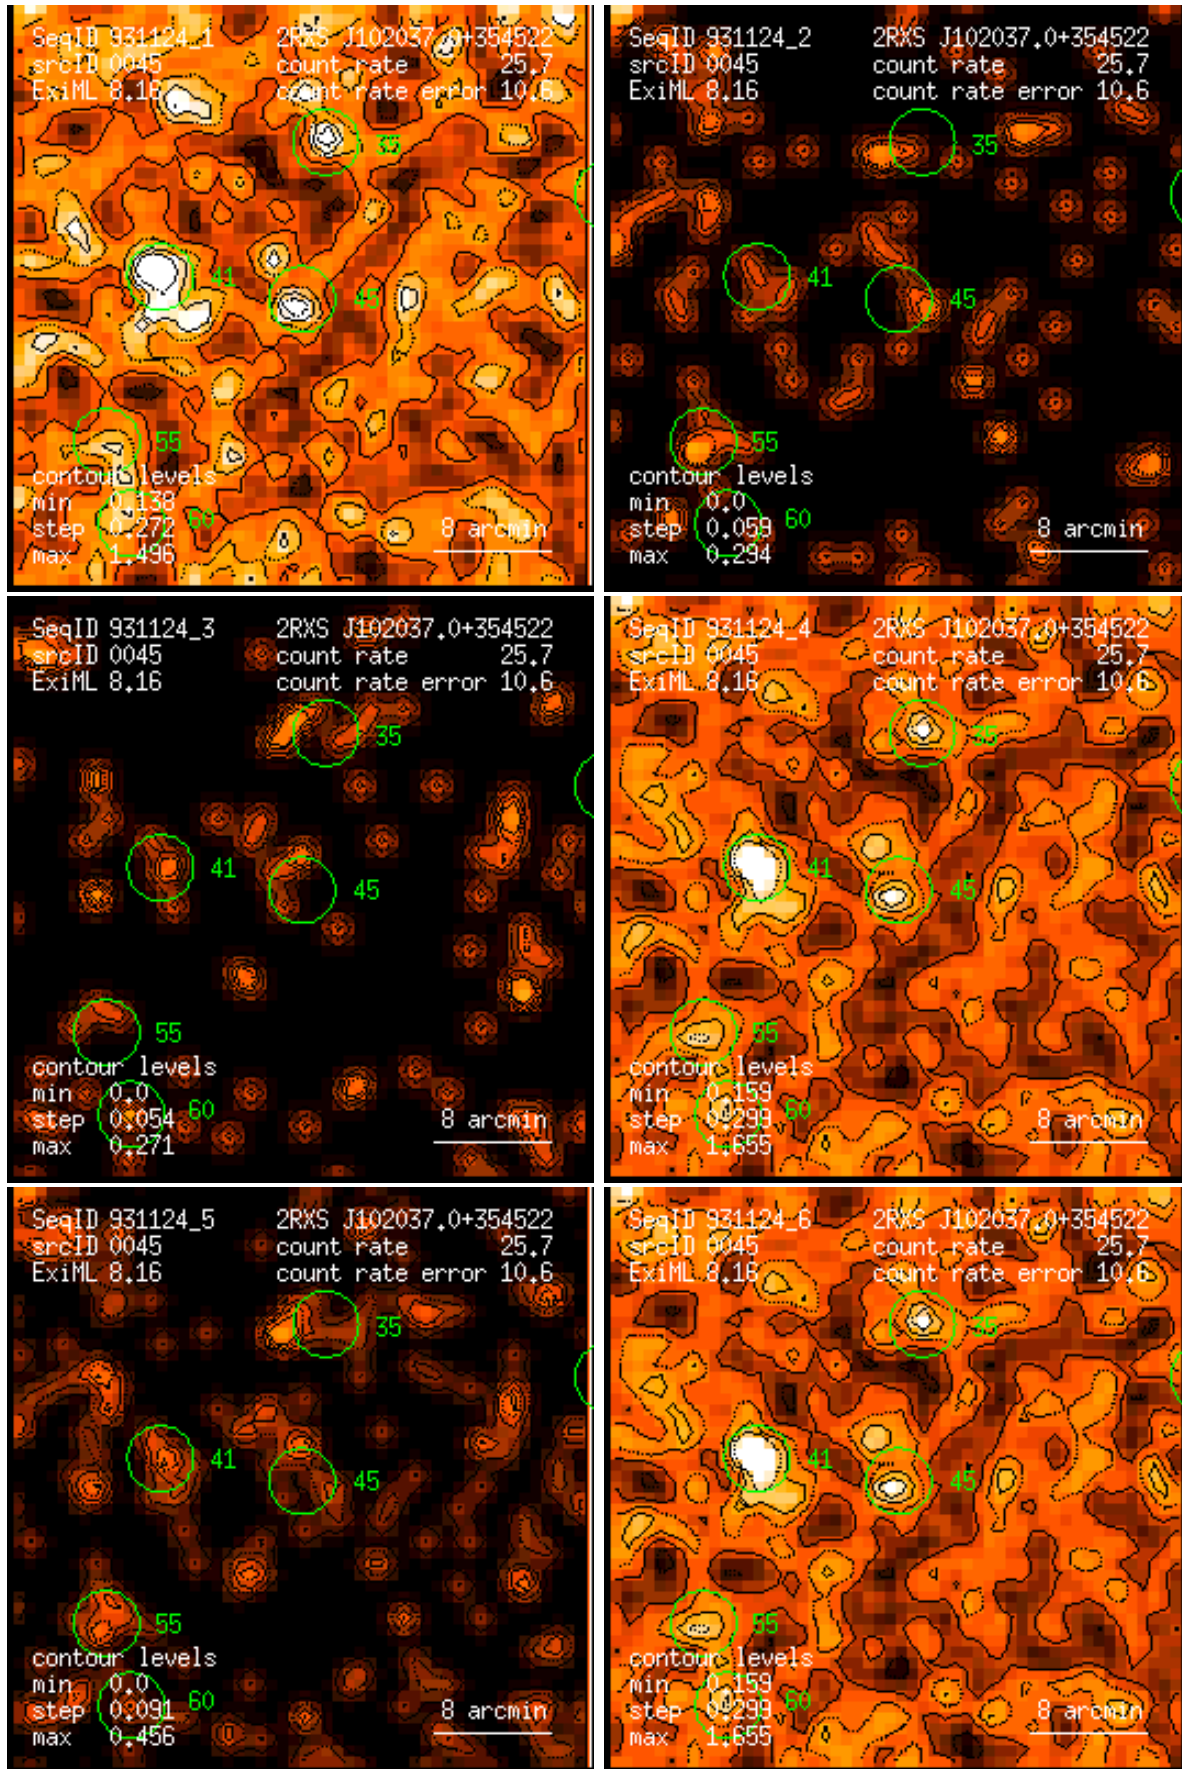 SeqID 931124_1 2RXS J102037.0+354522
srcID 0045 count rate 25.7
ExiML 8.16 count rate error 10.6
35
41
45
55
contour levels
min 0.138
60
step 0.272 8 arcmin
max 1.496
SeqID 931124_2 2RXS J102037.0+354522
srcID 0045 count rate 25.7
ExiML 8.16 count rate error 10.6
35
41
45
55
contour levels
min 0.0
60
step 0.059 8 arcmin
max 0.294
SeqID 931124_3 2RXS J102037.0+354522
srcID 0045 count rate 25.7
ExiML 8.16 count rate error 10.6
35
41
45
55
contour levels
min 0.0
60
step 0.054 8 arcmin
max 0.271
SeqID 931124_4 2RXS J102037.0+354522
srcID 0045 count rate 25.7
ExiML 8.16 count rate error 10.6
35
41
45
55
contour levels
min 0.159
60
step 0.299 8 arcmin
max 1.655
SeqID 931124_5 2RXS J102037.0+354522
srcID 0045 count rate 25.7
ExiML 8.16 count rate error 10.6
35
41
45
55
contour levels
min 0.0
60
step 0.091 8 arcmin
max 0.456
SeqID 931124_6 2RXS J102037.0+354522
srcID 0045 count rate 25.7
ExiML 8.16 count rate error 10.6
35
41
45
55
contour levels
min 0.159
60
step 0.299 8 arcmin
max 1.655